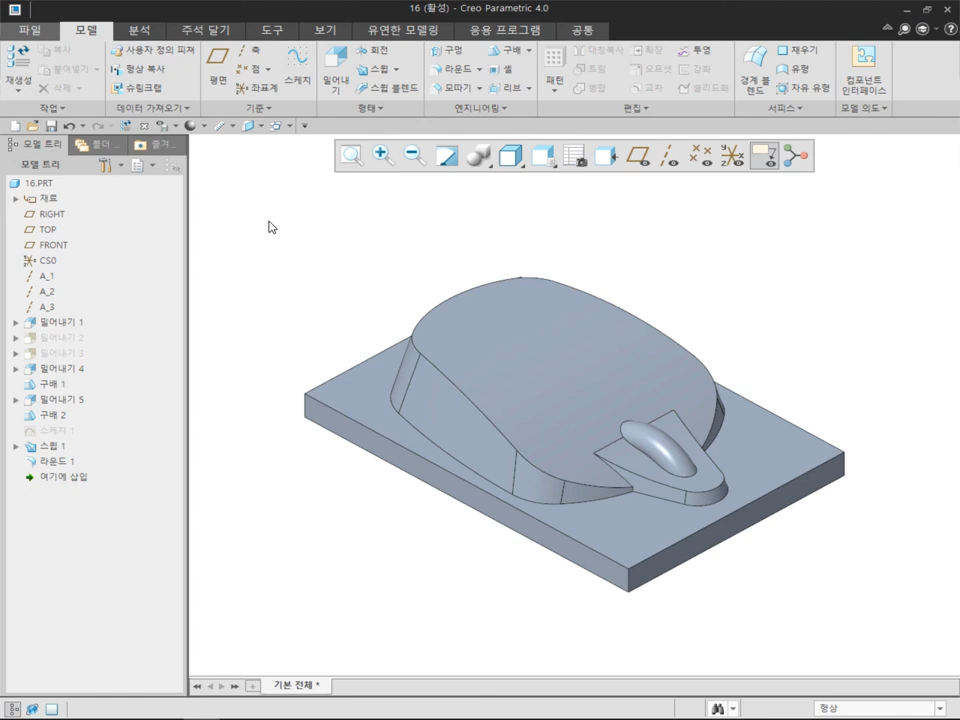 16 (활성) - Creo Parametric 4.0
파일 모델 분석 주석 달기 도구 보기 유연한 모델링 응용 프로그램 공통
재생성
복사
붙여넣기
삭제
작업
사용자 정의 피쳐
형상 복사
슈링크랩
데이터 가져오기
평면
축
점
좌표계
스케치
기준
밀어내기
회전
스윕
스윕 블렌드
형태
구멍 구배
라운드 셸
모따기 리브
엔지니어링
패턴
대칭복사 확장 투영
트림 오프셋 강화
병합 교차 솔리드화
편집
경계 블렌드
채우기
유형
자유 유형
서피스
컴포넌트 인터페이스
모델 의도
모델 트리 폴더 ... 즐겨...
모델 트리
16.PRT
재료
RIGHT
TOP
FRONT
CS0
A_1
A_2
A_3
밀어내기 1
밀어내기 2
밀어내기 3
밀어내기 4
구배 1
밀어내기 5
구배 2
스케치 1
스윕 1
라운드 1
여기에 삽입
기본 전체 *
형상